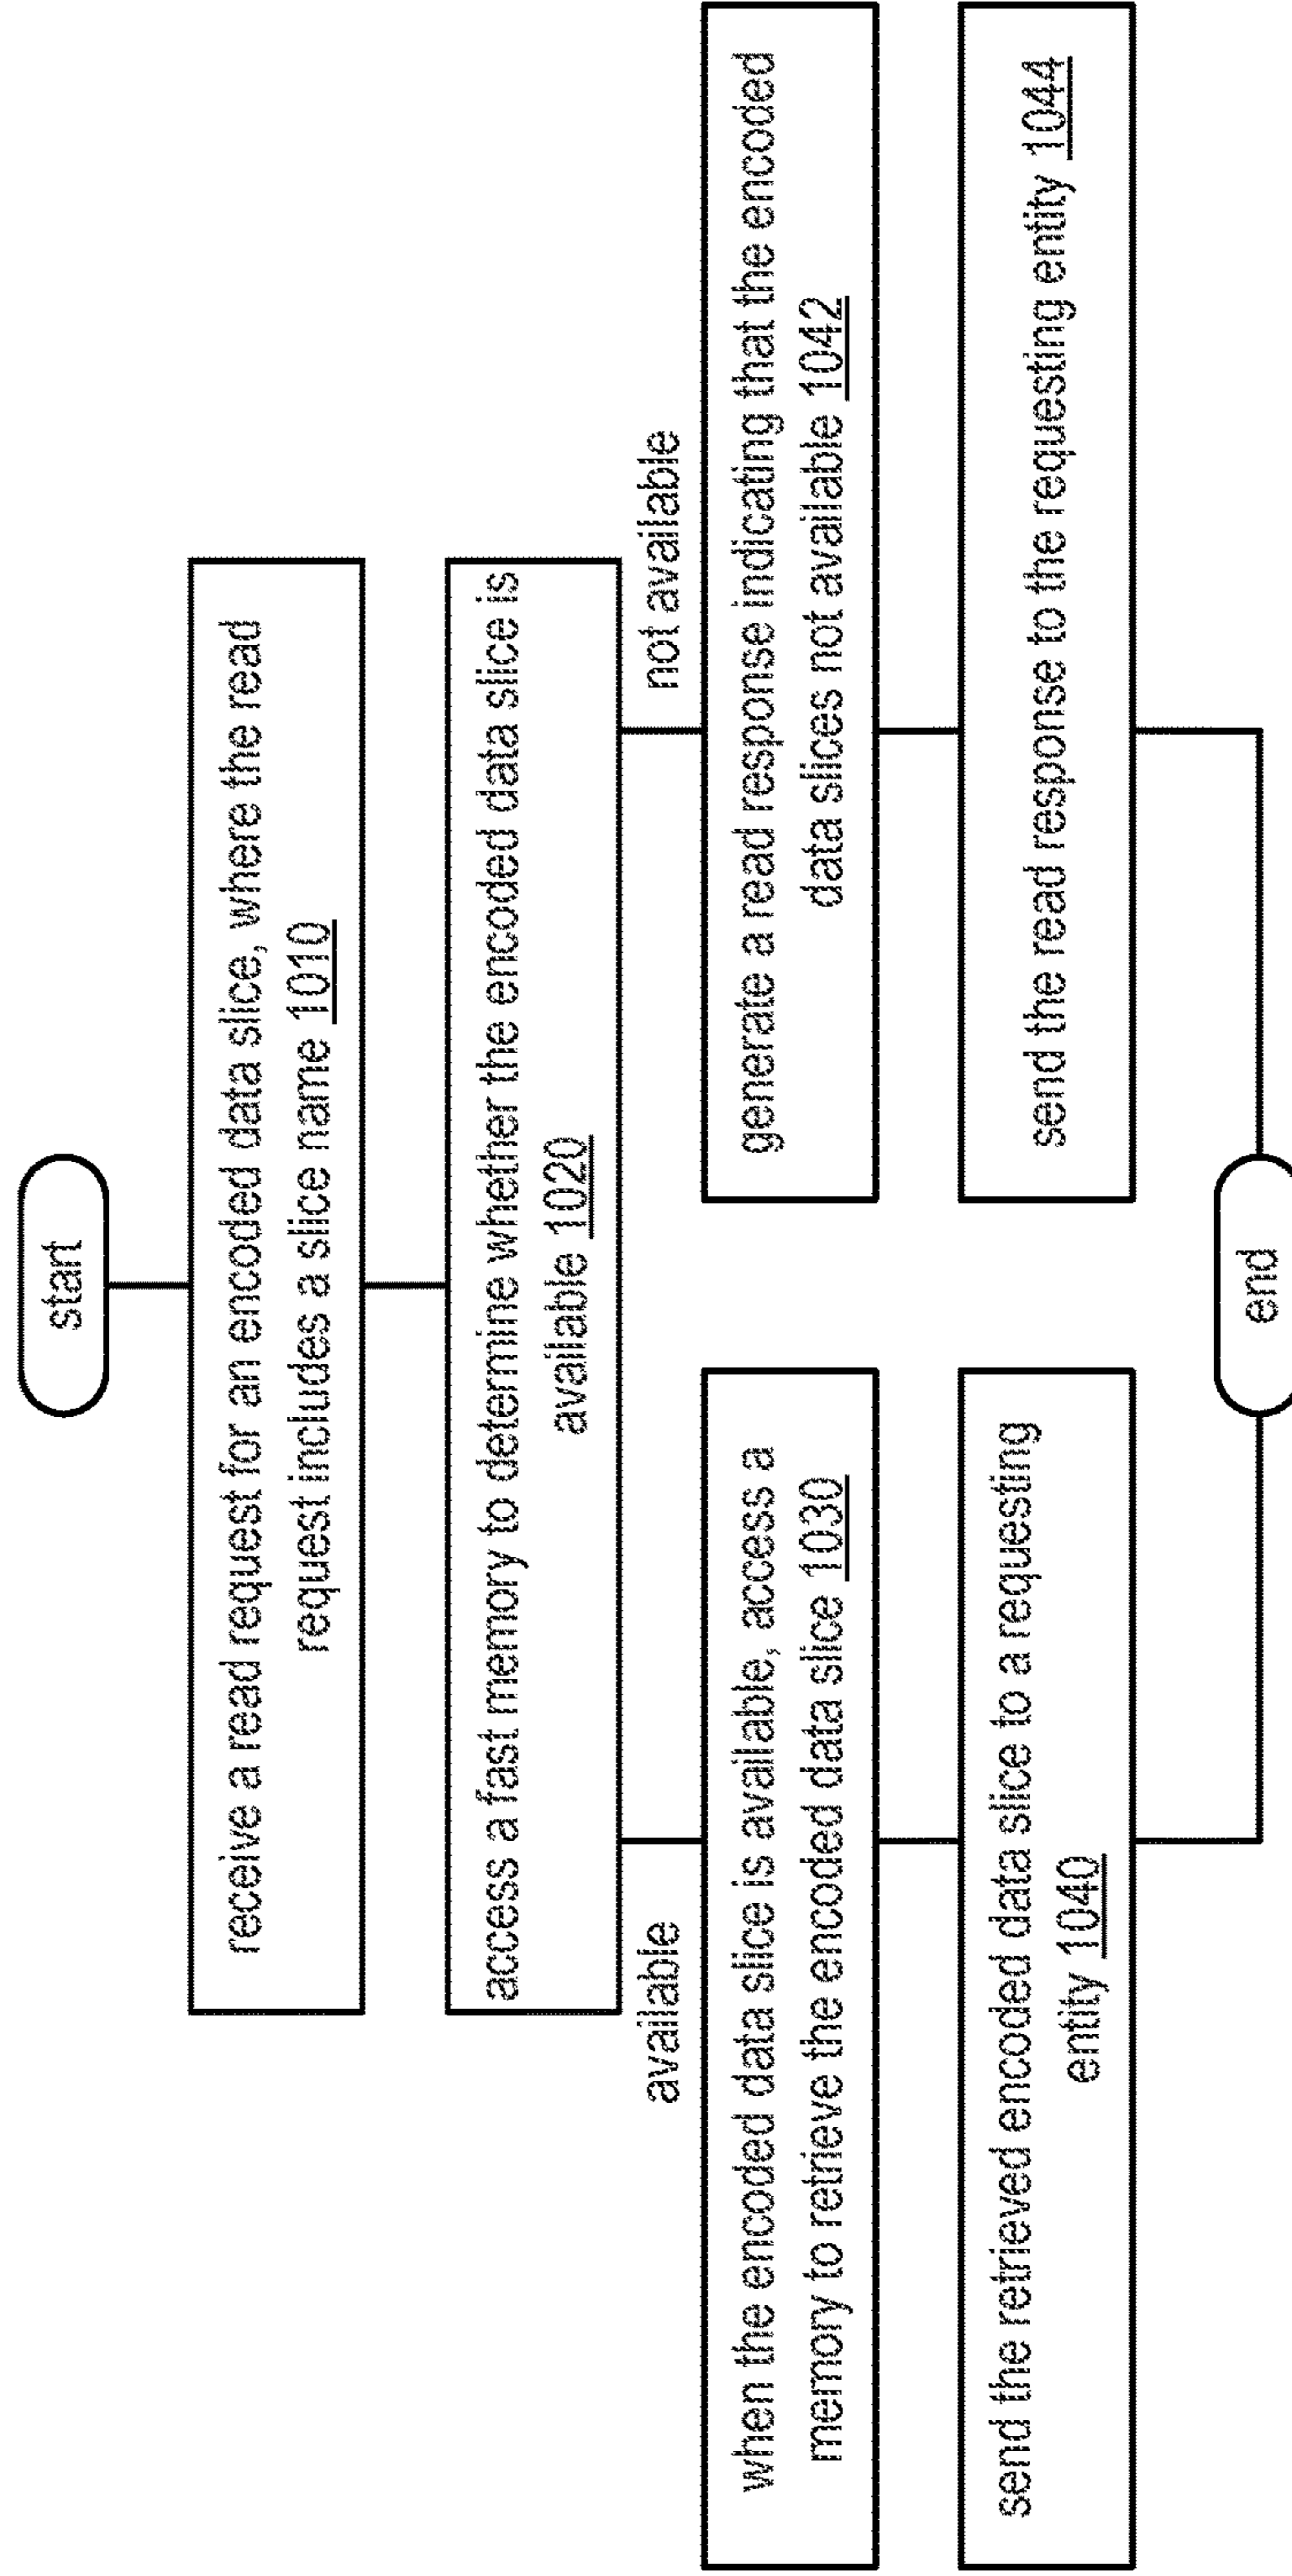 start
receive a read request for an encoded data slice, where the read
request includes a slice name 1010
access a fast memory to determine whether the encoded data slice is
available 1020
available
not available
when the encoded data slice is available, access a
memory to retrieve the encoded data slice 1030
generate a read response indicating that the encoded
data slices not available 1042
send the retrieved encoded data slice to a requesting
entity 1040
send the read response to the requesting entity 1044
end